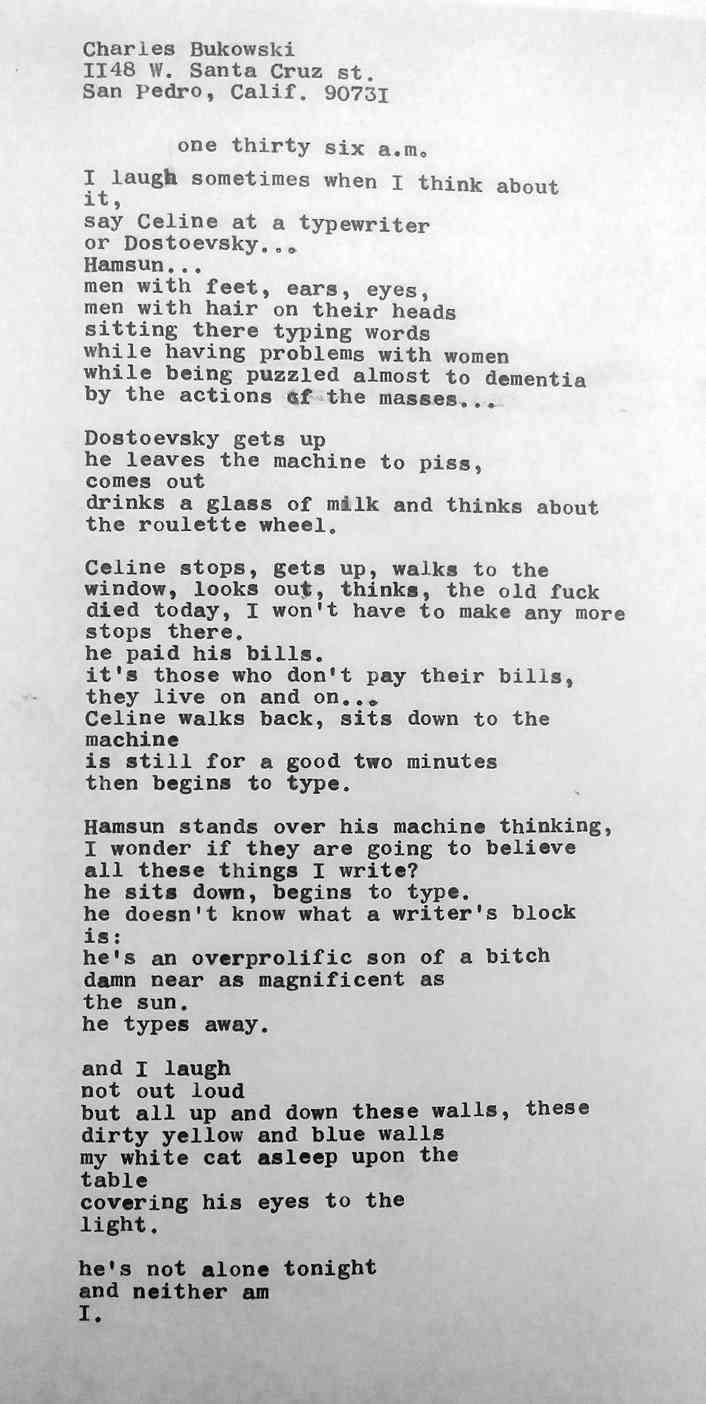 Charles Bukowski
II48 W. Santa Cruz st.
San Pedro, Calif. 9073I
one thirty six a.m.
I laugh sometimes when I think about
it,
say Celine at a typewriter
or Dostoevsky...
Hamsun...
men with feet, ears, eyes,
men with hair on their heads
sitting there typing words
while having problems with women
while being puzzled almost to dementia
by the actions of the masses...
Dostoevsky gets up
he leaves the machine to piss,
comes out
drinks a glass of milk and thinks about
the roulette wheel.
Celine stops, gets up, walks to the
window, looks out, thinks, the old fuck
died today, I won't have to make any more
stops there.
he paid his bills.
it's those who don't pay their bills,
they live on and on...
Celine walks back, sits down to the
machine
is still for a good two minutes
then begins to type.
Hamsun stands over his machine thinking,
I wonder if they are going to believe
all these things I write?
he sits down, begins to type.
he doesn't know what a writer's block
is:
he's an overprolific son of a bitch
damn near as magnificent as
the sun.
he types away.
and I laugh
not out loud
but all up and down these walls, these
dirty yellow and blue walls
my white cat asleep upon the
table
covering his eyes to the
light.
he's not alone tonight
and neither am
I.